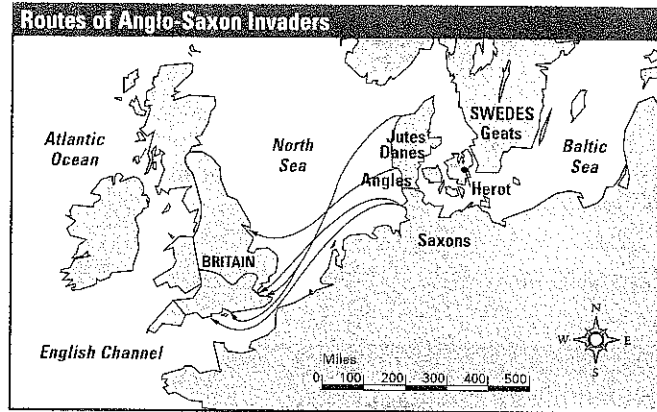 Routes of Anglo-Saxon Invaders
Atlantic
Ocean
North
Sea
SWEDES
Geats
Baltic
Sea
Jutes
Danes
Angles
Herot
Saxons
BRITAIN
English Channel
N
W
E
S
Miles
0 100 200 300 400 500